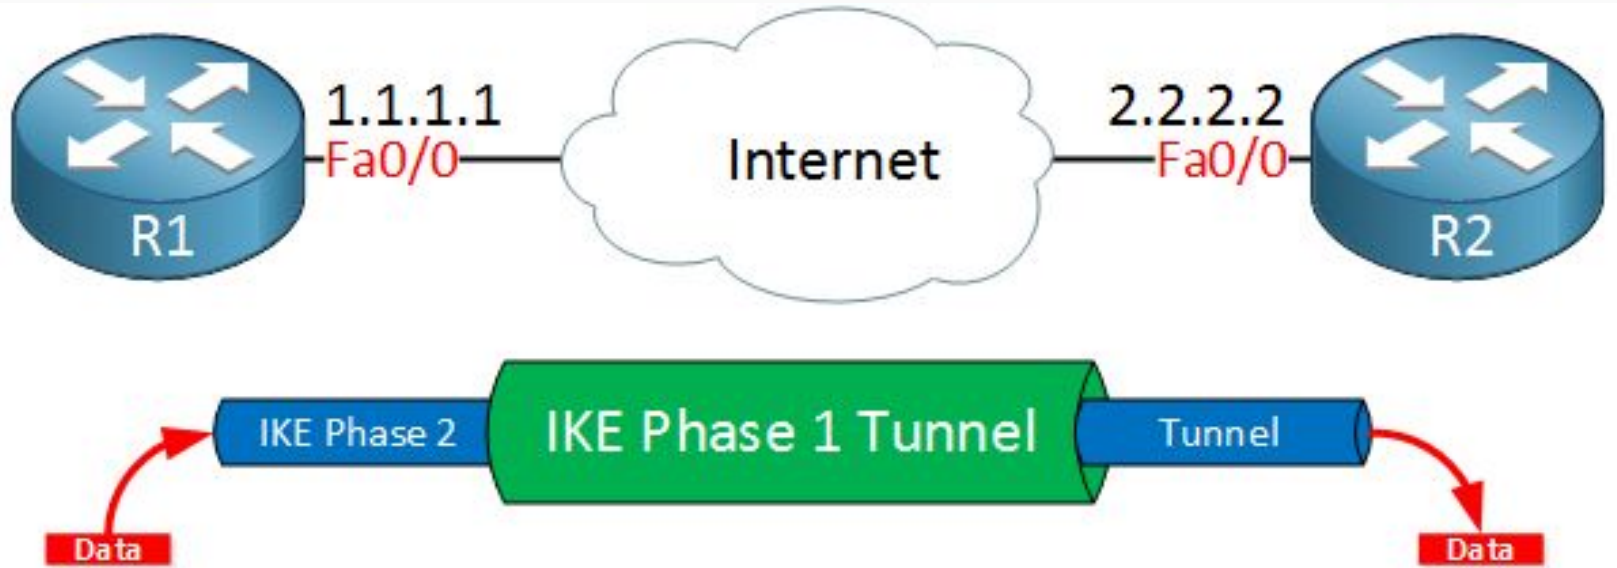 1.1.1.1
Fa0/0
R1
Internet
2.2.2.2
Fa0/0
R2
IKE Phase 2
IKE Phase 1 Tunnel
Tunnel
Data
Data